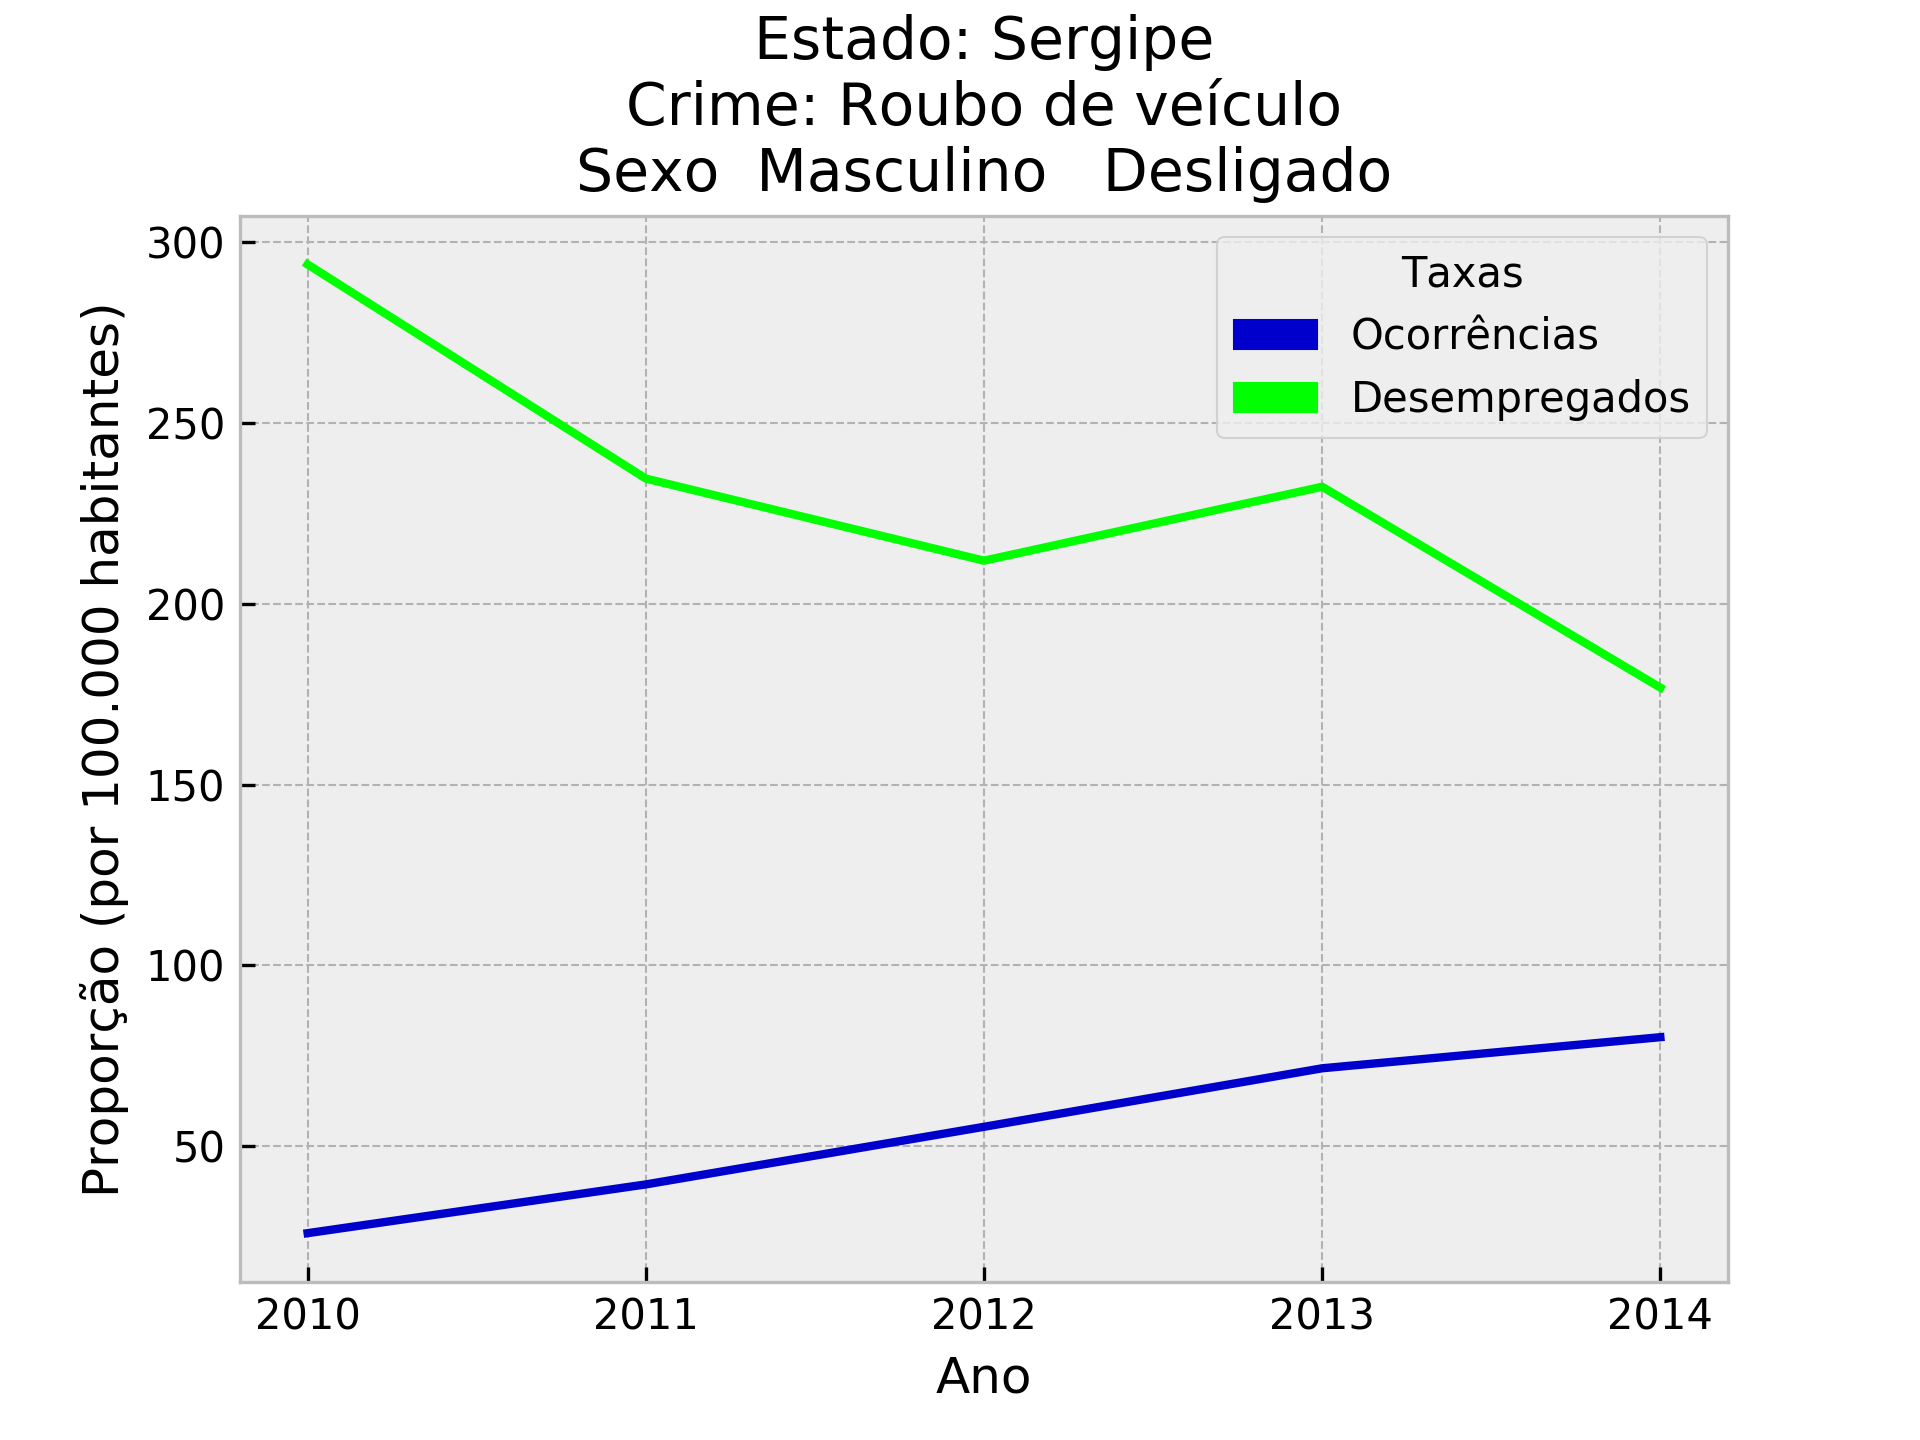 Estado: Sergipe
Crime: Roubo de veículo
Sexo  Masculino   Desligado
Proporção (por 100.000 habitantes)
300
250
200
150
100
50
Taxas
Ocorrências
Desempregados
2010
2011
2012
2013
2014
Ano